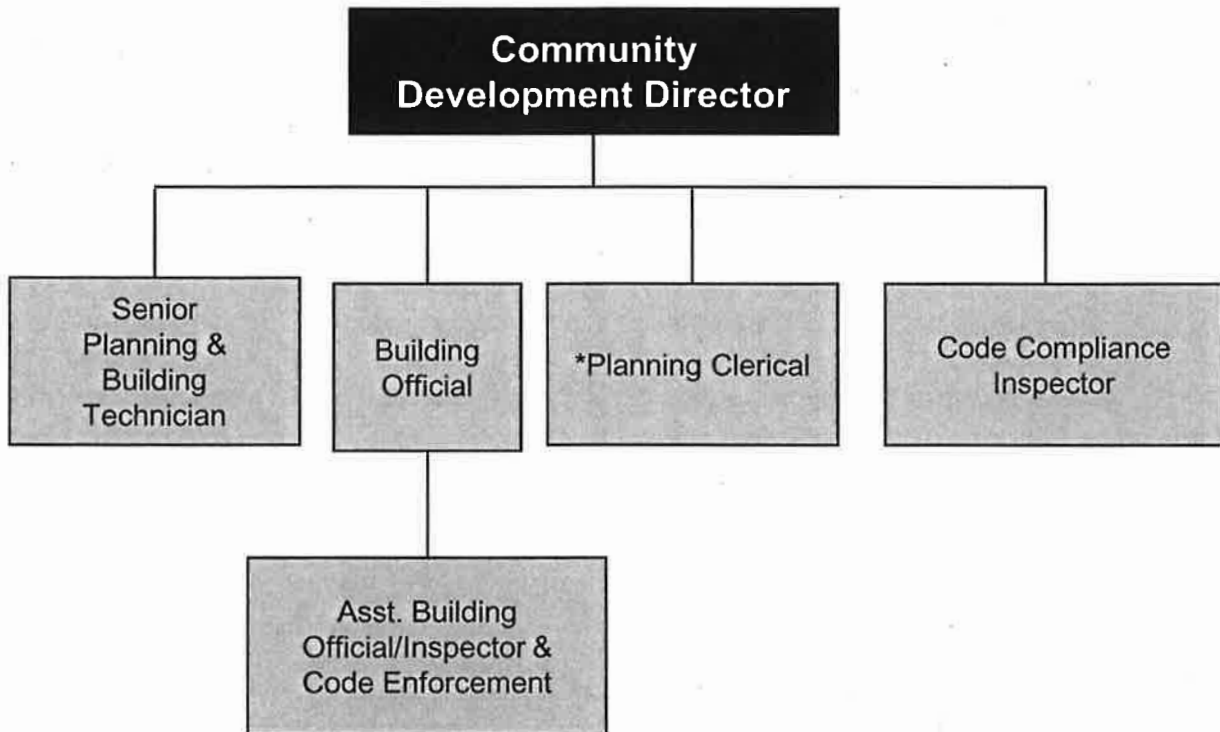 Community
Development Director
Senior
Planning &
Building
Technician
Building
Official
*Planning Clerical
Code Compliance
Inspector
Asst. Building
Official/Inspector &
Code Enforcement